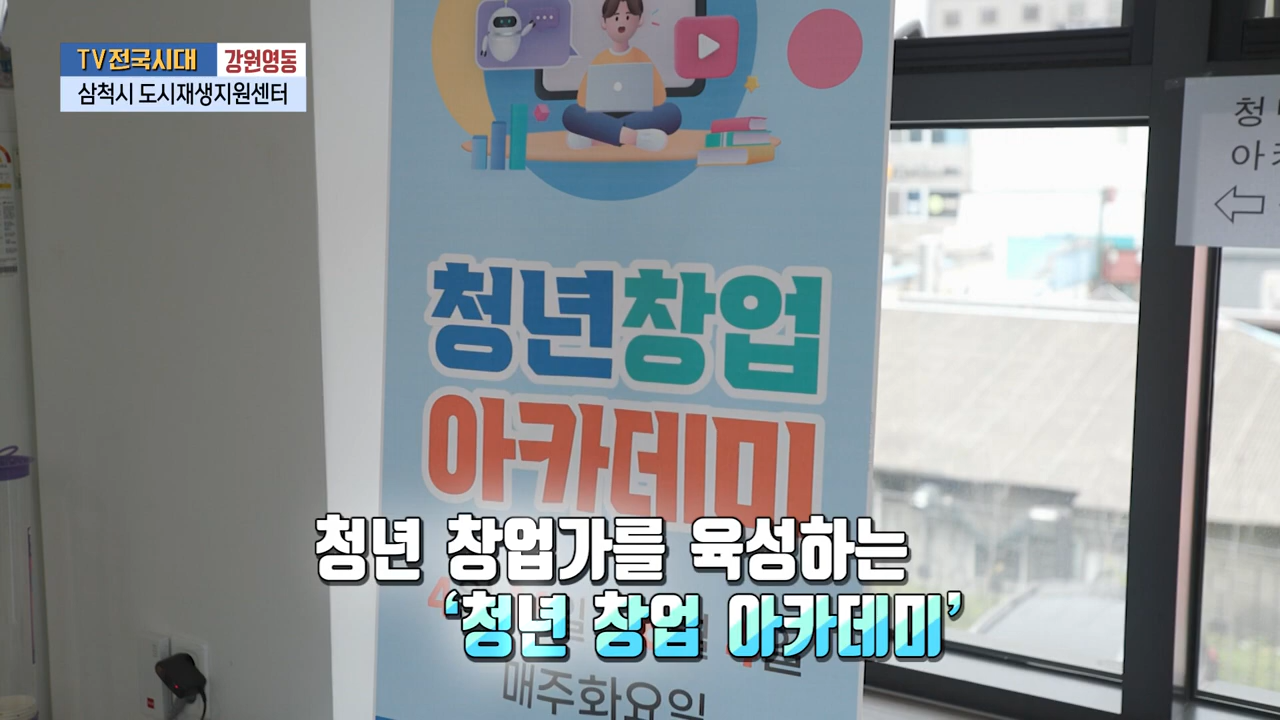 TV전국시대 강원영동
삼척시 도시재생지원센터
청년창업
아카데미
청년 창업가를 육성하는
‘청년 창업 아카데미’
매주화요일